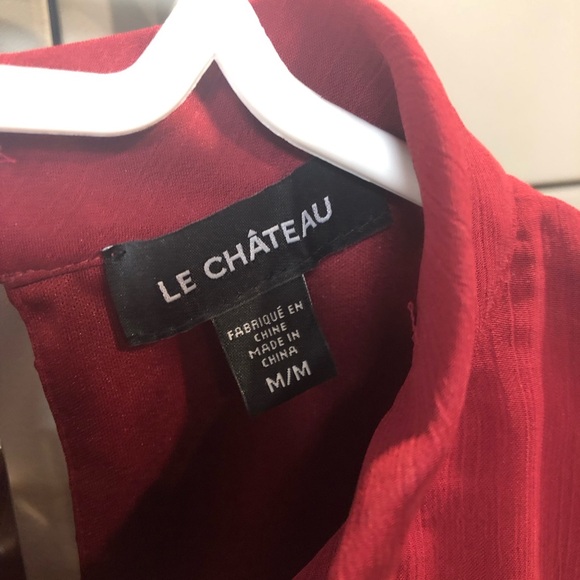 LE CHÂTEAU
FABRIQUÉ EN
CHINE
MADE IN
CHINA
M/M